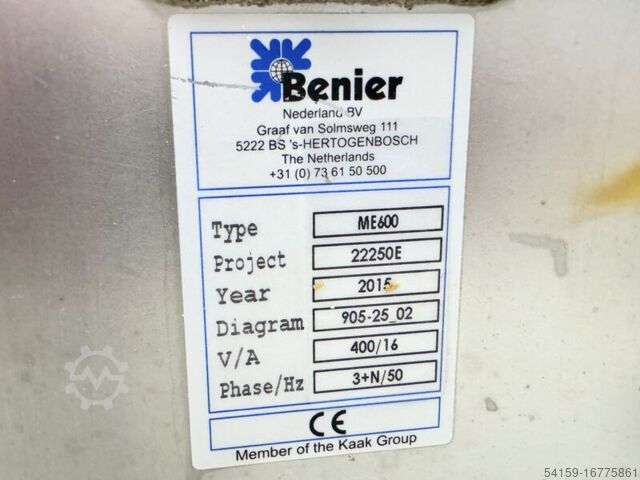 Benier
Nederland BV
Graaf van Solmsweg 111
5222 BS 's-HERTOGENBOSCH
The Netherlands
+31 (0) 73 61 50 500
Type ME600
Project 22250E
Year 2015
Diagram 905-25_02
V/A 400/16
Phase/Hz 3+N/50
CE
Member of the Kaak Group
54159-16775861